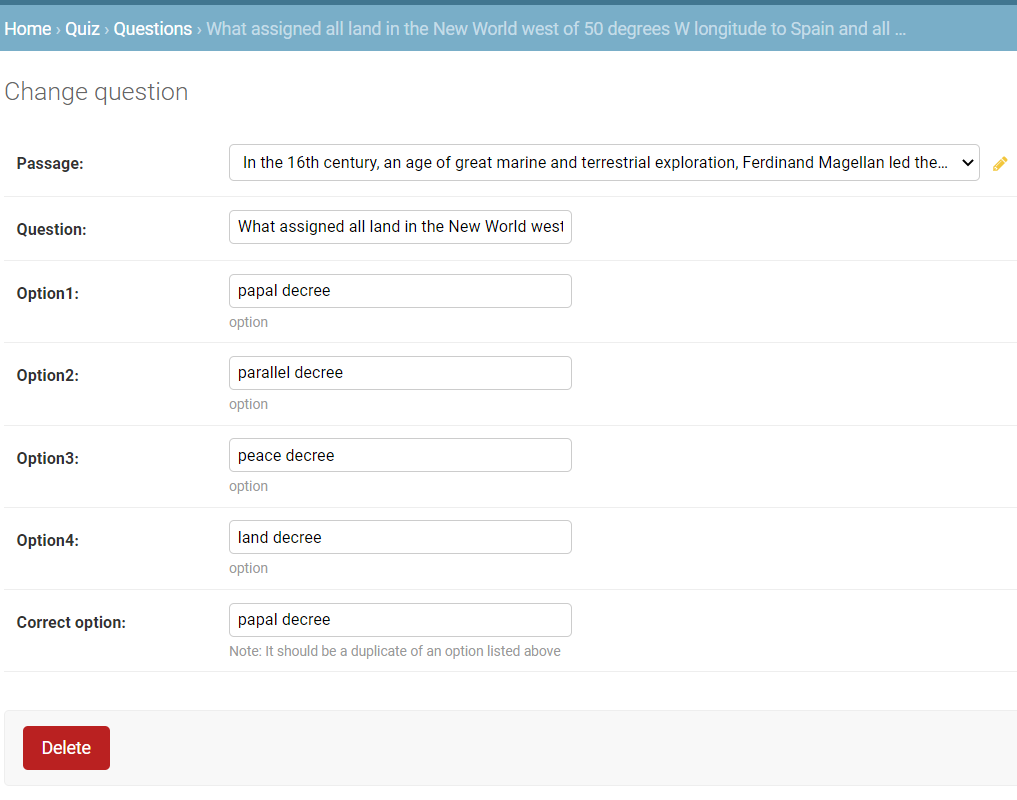 Home › Quiz › Questions › What assigned all land in the New World west of 50 degrees W longitude to Spain and all ...
Change question
Passage: In the 16th century, an age of great marine and terrestrial exploration, Ferdinand Magellan led the...
Question: What assigned all land in the New World west
Option1: papal decree
option
Option2: parallel decree
option
Option3: peace decree
option
Option4: land decree
option
Correct option: papal decree
Note: It should be a duplicate of an option listed above
Delete